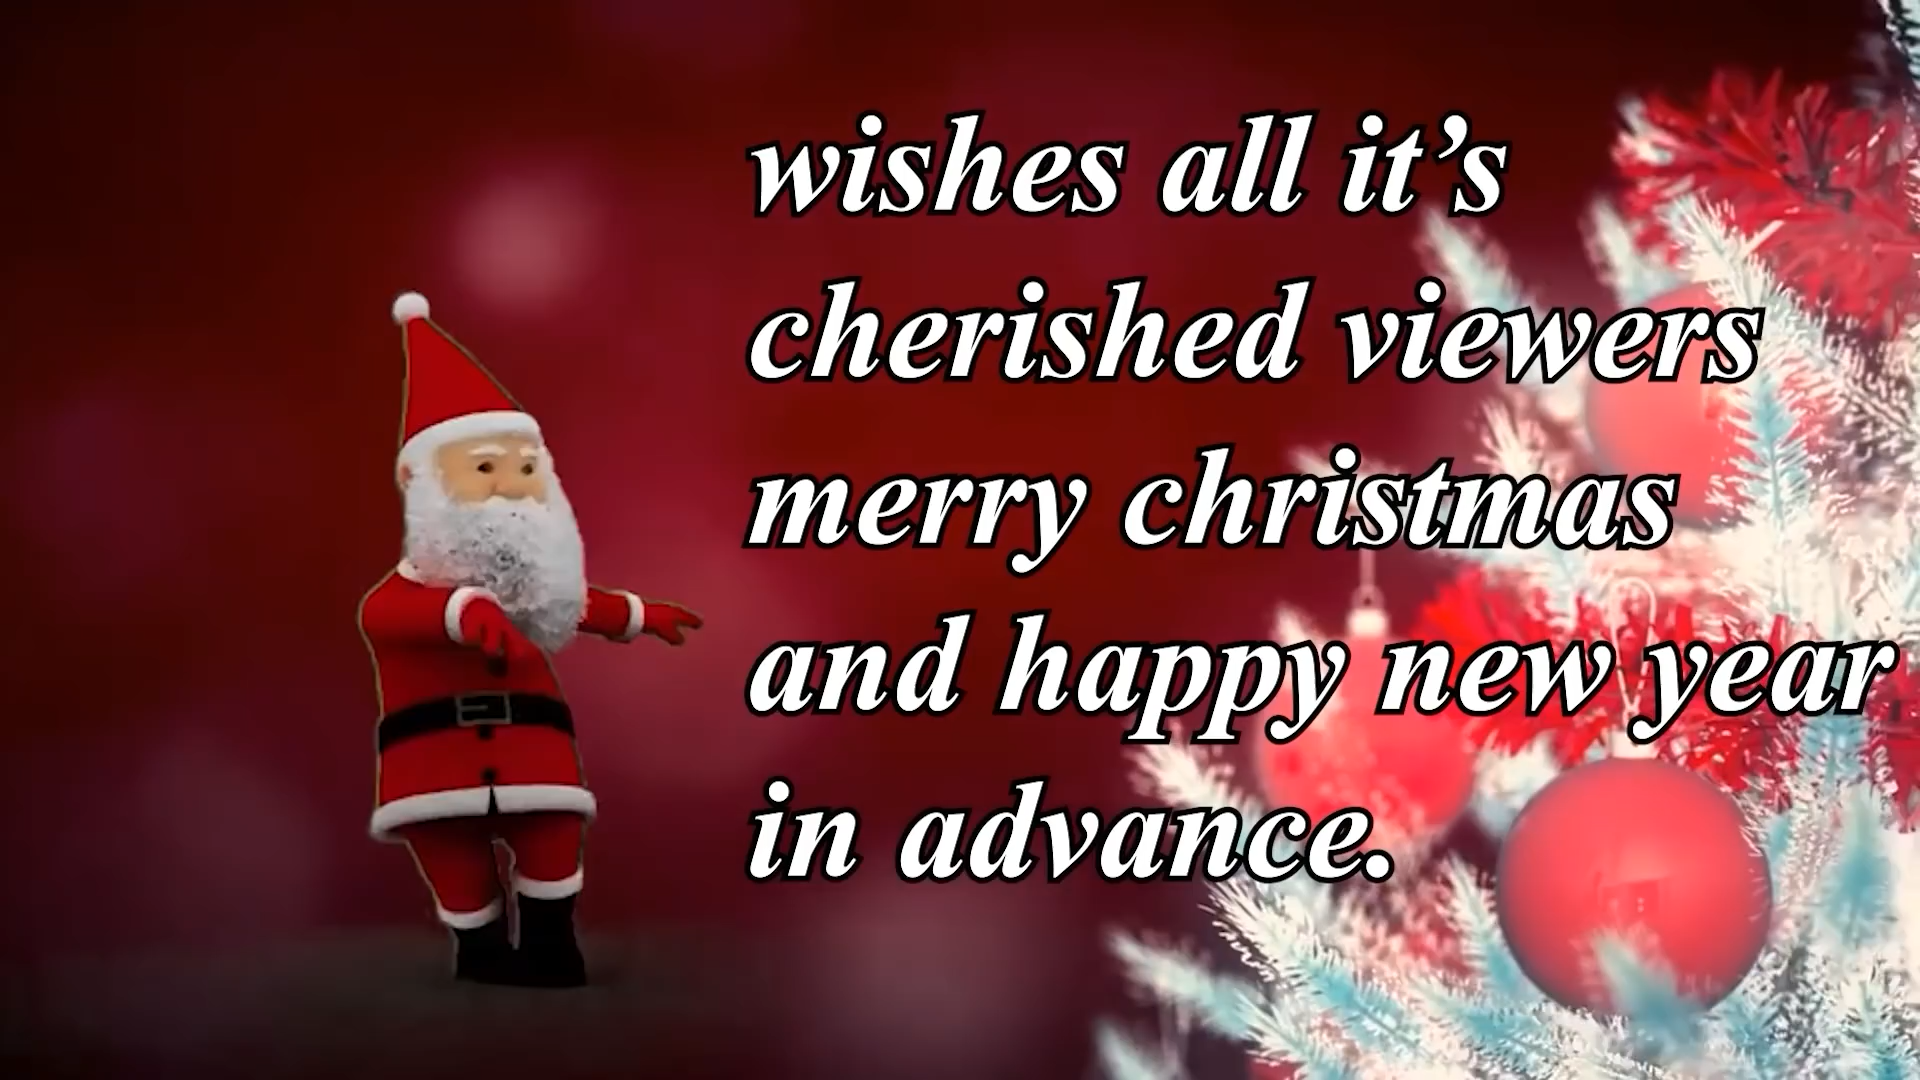 wishes all it’s
cherished viewers
merry christmas
and happy new year
in advance.